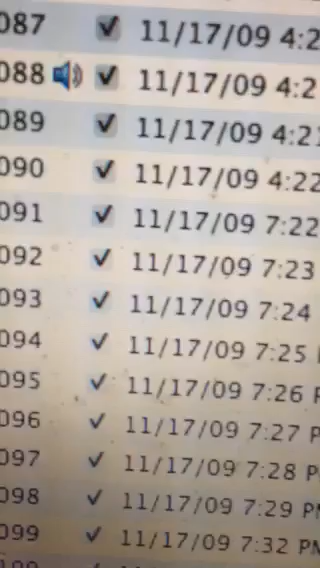 087 ✓ 11/17/09 4:2
088 ✓ 11/17/09 4:2
089 ✓ 11/17/09 4:21
090 ✓ 11/17/09 4:22
091 ✓ 11/17/09 7:22
092 ✓ 11/17/09 7:23
093 ✓ 11/17/09 7:24
094 ✓ 11/17/09 7:25
095 ✓ 11/17/09 7:26 P
096 ✓ 11/17/09 7:27 P
097 ✓ 11/17/09 7:28 P
098 ✓ 11/17/09 7:29 PM
099 ✓ 11/17/09 7:32 PM